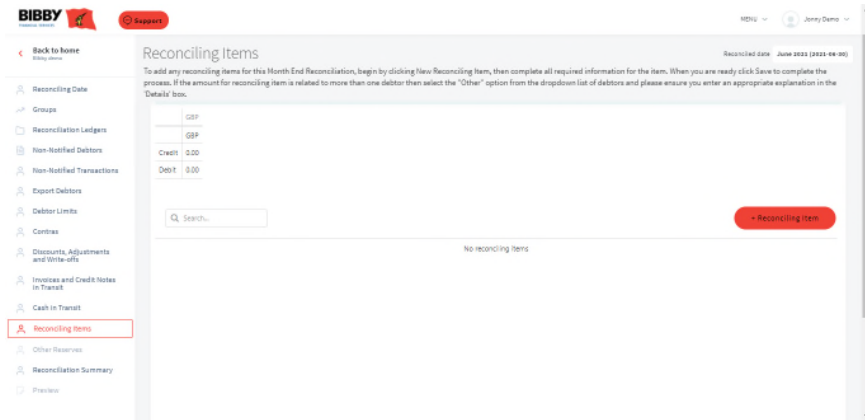 BIBBY
Support
MENU
Jonny Demo
Back to home
Bibby demo
Reconciling Date
Groups
Reconciliation Ledgers
Non-Notified Debtors
Non-Notified Transactions
Export Debtors
Debtor Limits
Contras
Discounts, Adjustments
and Write-offs
Invoices and Credit Notes
in Transit
Cash in Transit
Reconciling Items
Other Reserves
Reconciliation Summary
Preview
Reconciling Items
Reconciled date June 2021 (2021-06-30)
To add any reconciling items for this Month End Reconciliation, begin by clicking New Reconciling Item, then complete all required information for the item. When you are ready click Save to complete the
process. If the amount for reconciling item is related to more than one debtor then select the "Other" option from the dropdown list of debtors and please ensure you enter an appropriate explanation in the
'Details' box.
GBP
GBP
Credit 0.00
Debit 0.00
Search...
+ Reconciling Item
No reconciling items